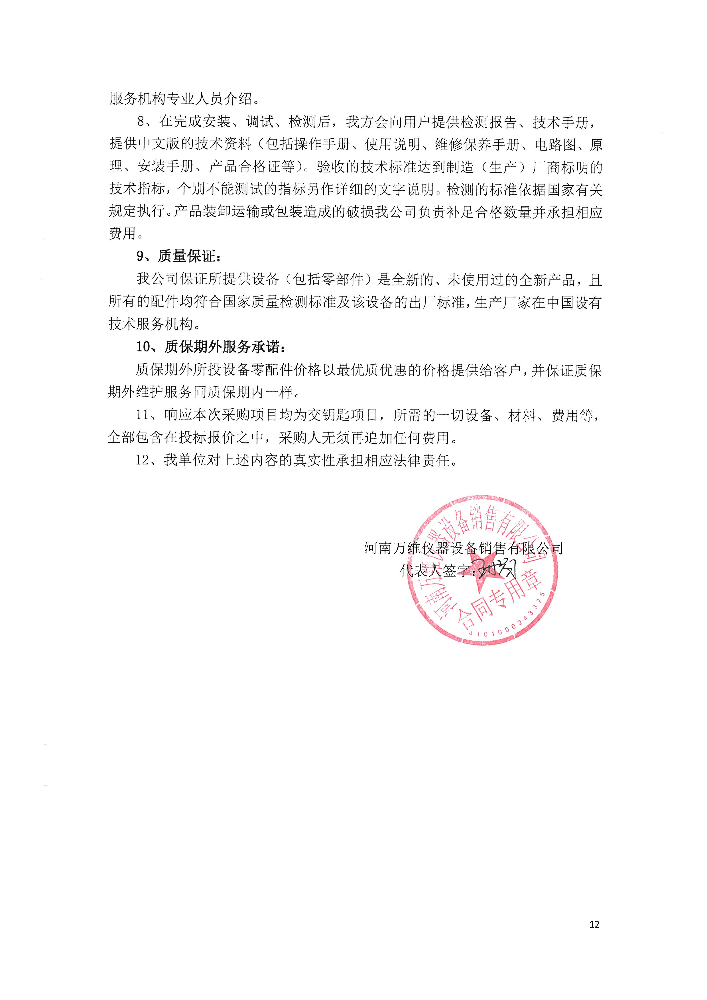 服务机构专业人员介绍。
8、在完成安装、调试、检测后，我方会向用户提供检测报告、技术手册，
提供中文版的技术资料（包括操作手册、使用说明、维修保养手册、电路图、原
理、安装手册、产品合格证等）。验收的技术标准达到制造（生产）厂商标明的
技术指标，个别不能测试的指标另作详细的文字说明。检测的标准依据国家有关
规定执行。产品装卸运输或包装造成的破损我公司负责补足合格数量并承担相应
费用。
9、质量保证：
我公司保证所提供设备（包括零部件）是全新的、未使用过的全新产品，且
所有的配件均符合国家质量检测标准及该设备的出厂标准，生产厂家在中国设有
技术服务机构。
10、质保期外服务承诺：
质保期外所投设备零配件价格以最优质优惠的价格提供给客户，并保证质保
期外维护服务同质保期内一样。
11、响应本次采购项目均为交钥匙项目，所需的一切设备、材料、费用等，
全部包含在投标报价之中，采购人无须再追加任何费用。
12、我单位对上述内容的真实性承担相应法律责任。
河南万维仪器设备销售有限公司
代表人签字：
河南万维仪器设备销售有限公司
合同专用章
4101000243325
12